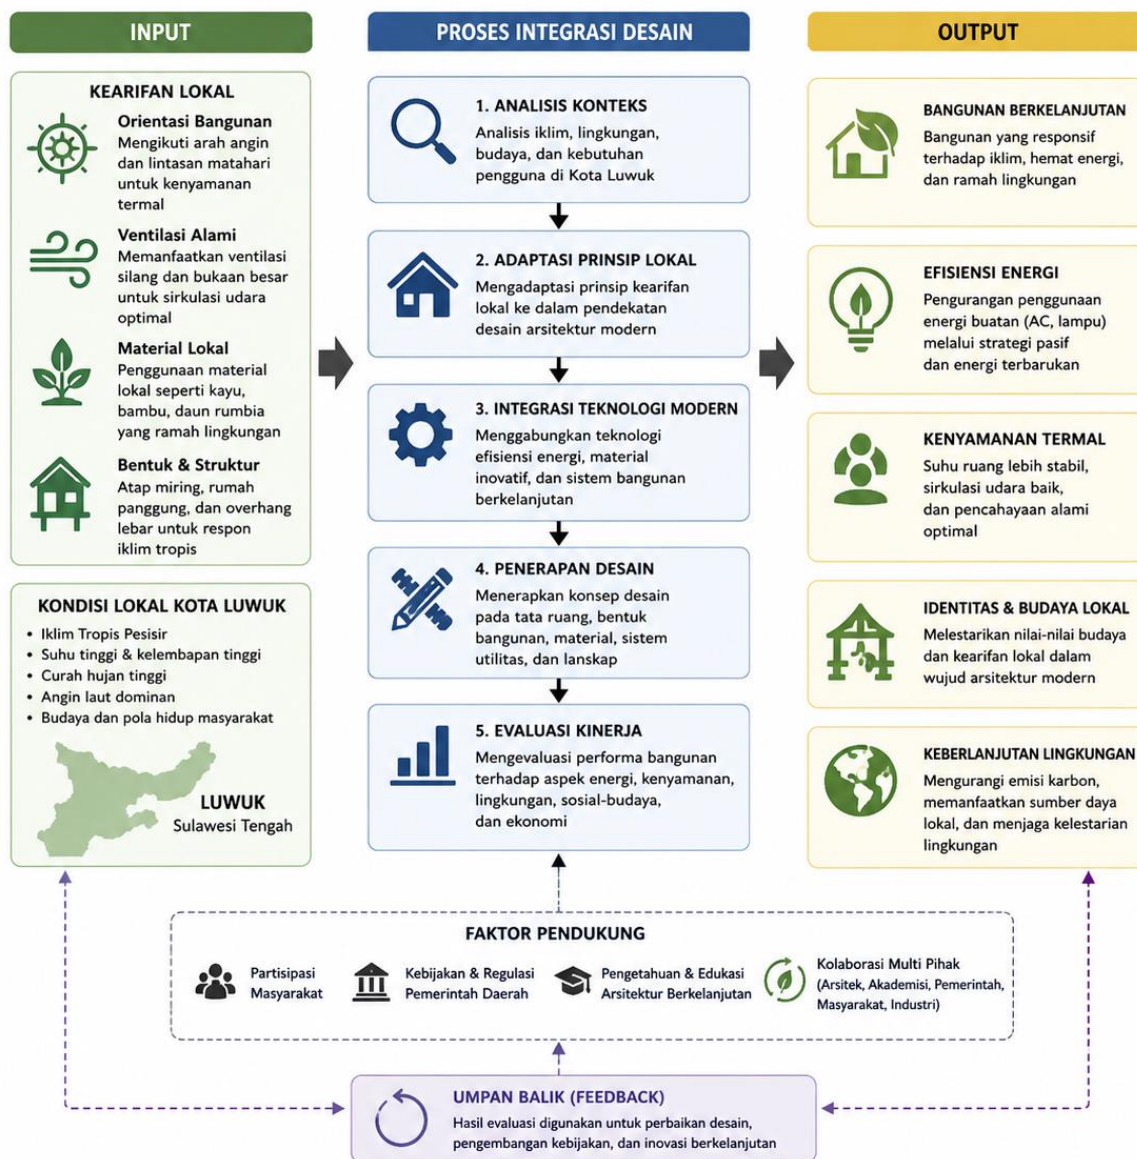 INPUT
KEARIFAN LOKAL
Orientasi Bangunan
Mengikuti arah angin
dan lintasan matahari
untuk kenyamanan
termal
Ventilasi Alami
Memanfaatkan ventilasi
silang dan bukaan besar
untuk sirkulasi udara
optimal
Material Lokal
Penggunaan material
lokal seperti kayu,
bambu, daun rumbia
yang ramah lingkungan
Bentuk & Struktur
Atap miring, rumah
panggung, dan overhang
lebar untuk respon
iklim tropis
KONDISI LOKAL KOTA LUWUK
• Iklim Tropis Pesisir
• Suhu tinggi & kelembapan tinggi
• Curah hujan tinggi
• Angin laut dominan
• Budaya dan pola hidup masyarakat
LUWUK
Sulawesi Tengah
PROSES INTEGRASI DESAIN
1. ANALISIS KONTEKS
Analisis iklim, lingkungan,
budaya, dan kebutuhan
pengguna di Kota Luwuk
2. ADAPTASI PRINSIP LOKAL
Mengadaptasi prinsip kearifan
lokal ke dalam pendekatan
desain arsitektur modern
3. INTEGRASI TEKNOLOGI MODERN
Menggabungkan teknologi
efisiensi energi, material
inovatif, dan sistem bangunan
berkelanjutan
4. PENERAPAN DESAIN
Menerapkan konsep desain
pada tata ruang, bentuk
bangunan, material, sistem
utilitas, dan lanskap
5. EVALUASI KINERJA
Mengevaluasi performa bangunan
terhadap aspek energi, kenyamanan,
lingkungan, sosial-budaya,
dan ekonomi
OUTPUT
BANGUNAN BERKELANJUTAN
Bangunan yang responsif
terhadap iklim, hemat energi,
dan ramah lingkungan
EFISIENSI ENERGI
Pengurangan penggunaan
energi buatan (AC, lampu)
melalui strategi pasif
dan energi terbarukan
KENYAMANAN TERMAL
Suhu ruang lebih stabil,
sirkulasi udara baik,
dan pencahayaan alami
optimal
IDENTITAS & BUDAYA LOKAL
Melestarikan nilai-nilai budaya
dan kearifan lokal dalam
wujud arsitektur modern
KEBERLANJUTAN LINGKUNGAN
Mengurangi emisi karbon,
memanfaatkan sumber daya
lokal, dan menjaga kelestarian
lingkungan
FAKTOR PENDUKUNG
Partisipasi
Masyarakat
Kebijakan & Regulasi
Pemerintah Daerah
Pengetahuan & Edukasi
Arsitektur Berkelanjutan
Kolaborasi Multi Pihak
(Arsitek, Akademisi, Pemerintah,
Masyarakat, Industri)
UMPAN BALIK (FEEDBACK)
Hasil evaluasi digunakan untuk perbaikan desain,
pengembangan kebijakan, dan inovasi berkelanjutan